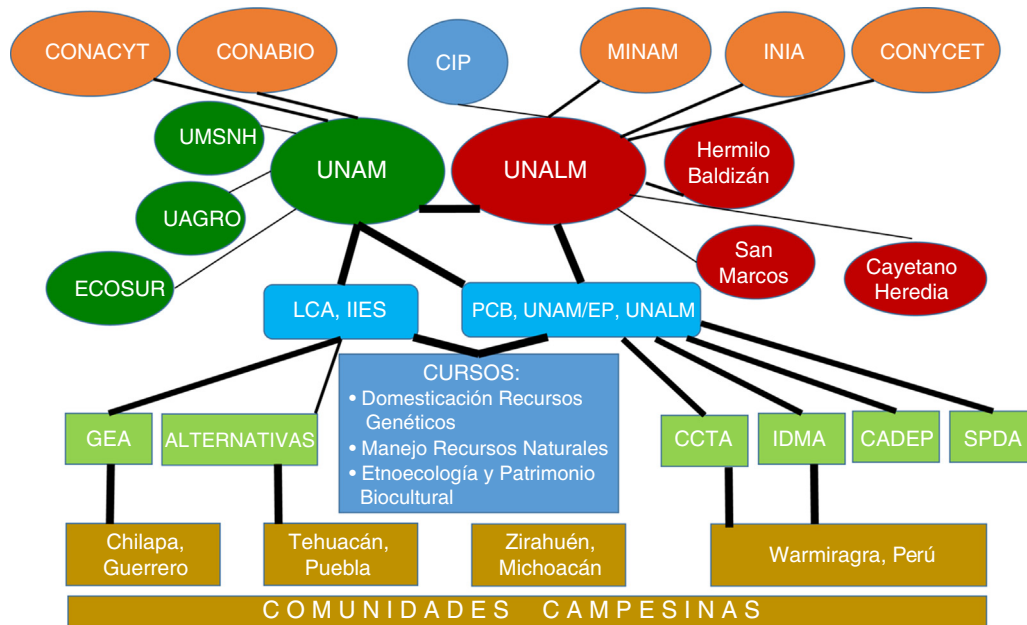 CONACYT
CONABIO
CIP
MINAM
INIA
CONYCET
UMSNH
UNAM
UNALM
Hermilo
Baldizán
UAGRO
ECOSUR
San
Marcos
Cayetano
Heredia
LCA, IIES
PCB, UNAM/EP, UNALM
CURSOS:
• Domesticación Recursos
Genéticos
• Manejo Recursos Naturales
• Etnoecología y Patrimonio
Biocultural
GEA
ALTERNATIVAS
CCTA
IDMA
CADEP
SPDA
Chilapa,
Guerrero
Tehuacán,
Puebla
Zirahuén,
Michoacán
Warmiragra, Perú
COMUNIDADES CAMPESINAS